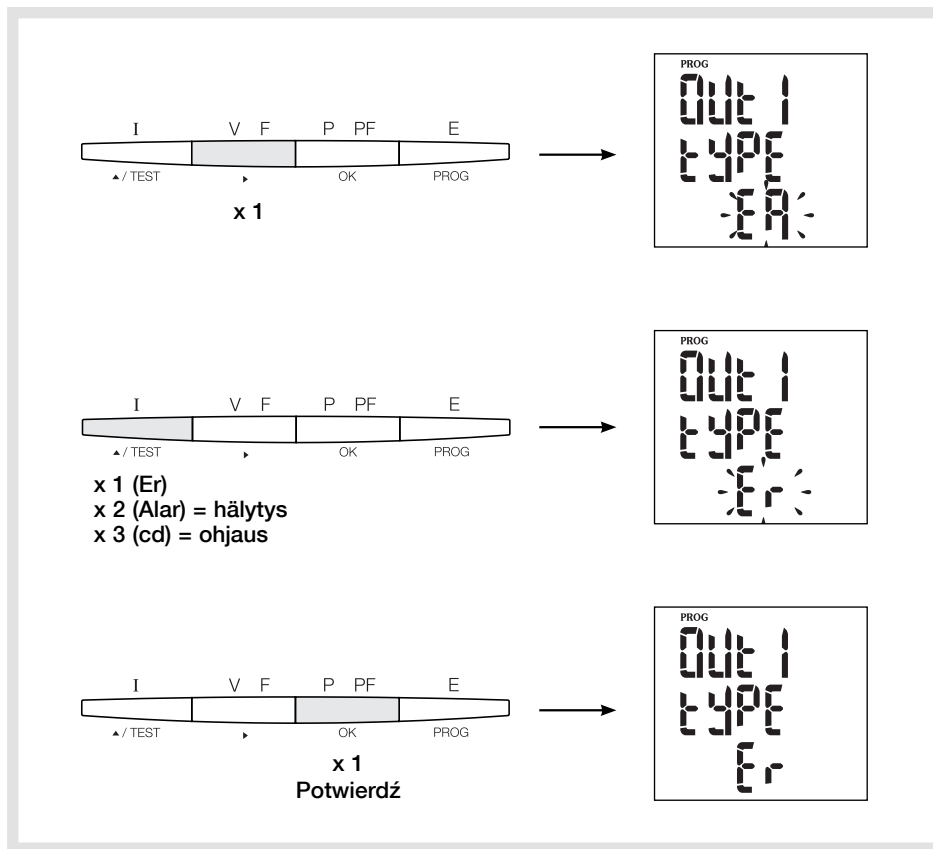 PROG
OUt 1
I V F P PF E
tYPE
▲ / TEST ▸ OK PROG
x 1
EA
PROG
OUt 1
I V F P PF E
tYPE
▲ / TEST ▸ OK PROG
x 1 (Er)
Er
x 2 (Alar) = hälytys
x 3 (cd) = ohjaus
PROG
OUt 1
I V F P PF E
tYPE
▲ / TEST ▸ OK PROG
x 1
Er
Potwierdź